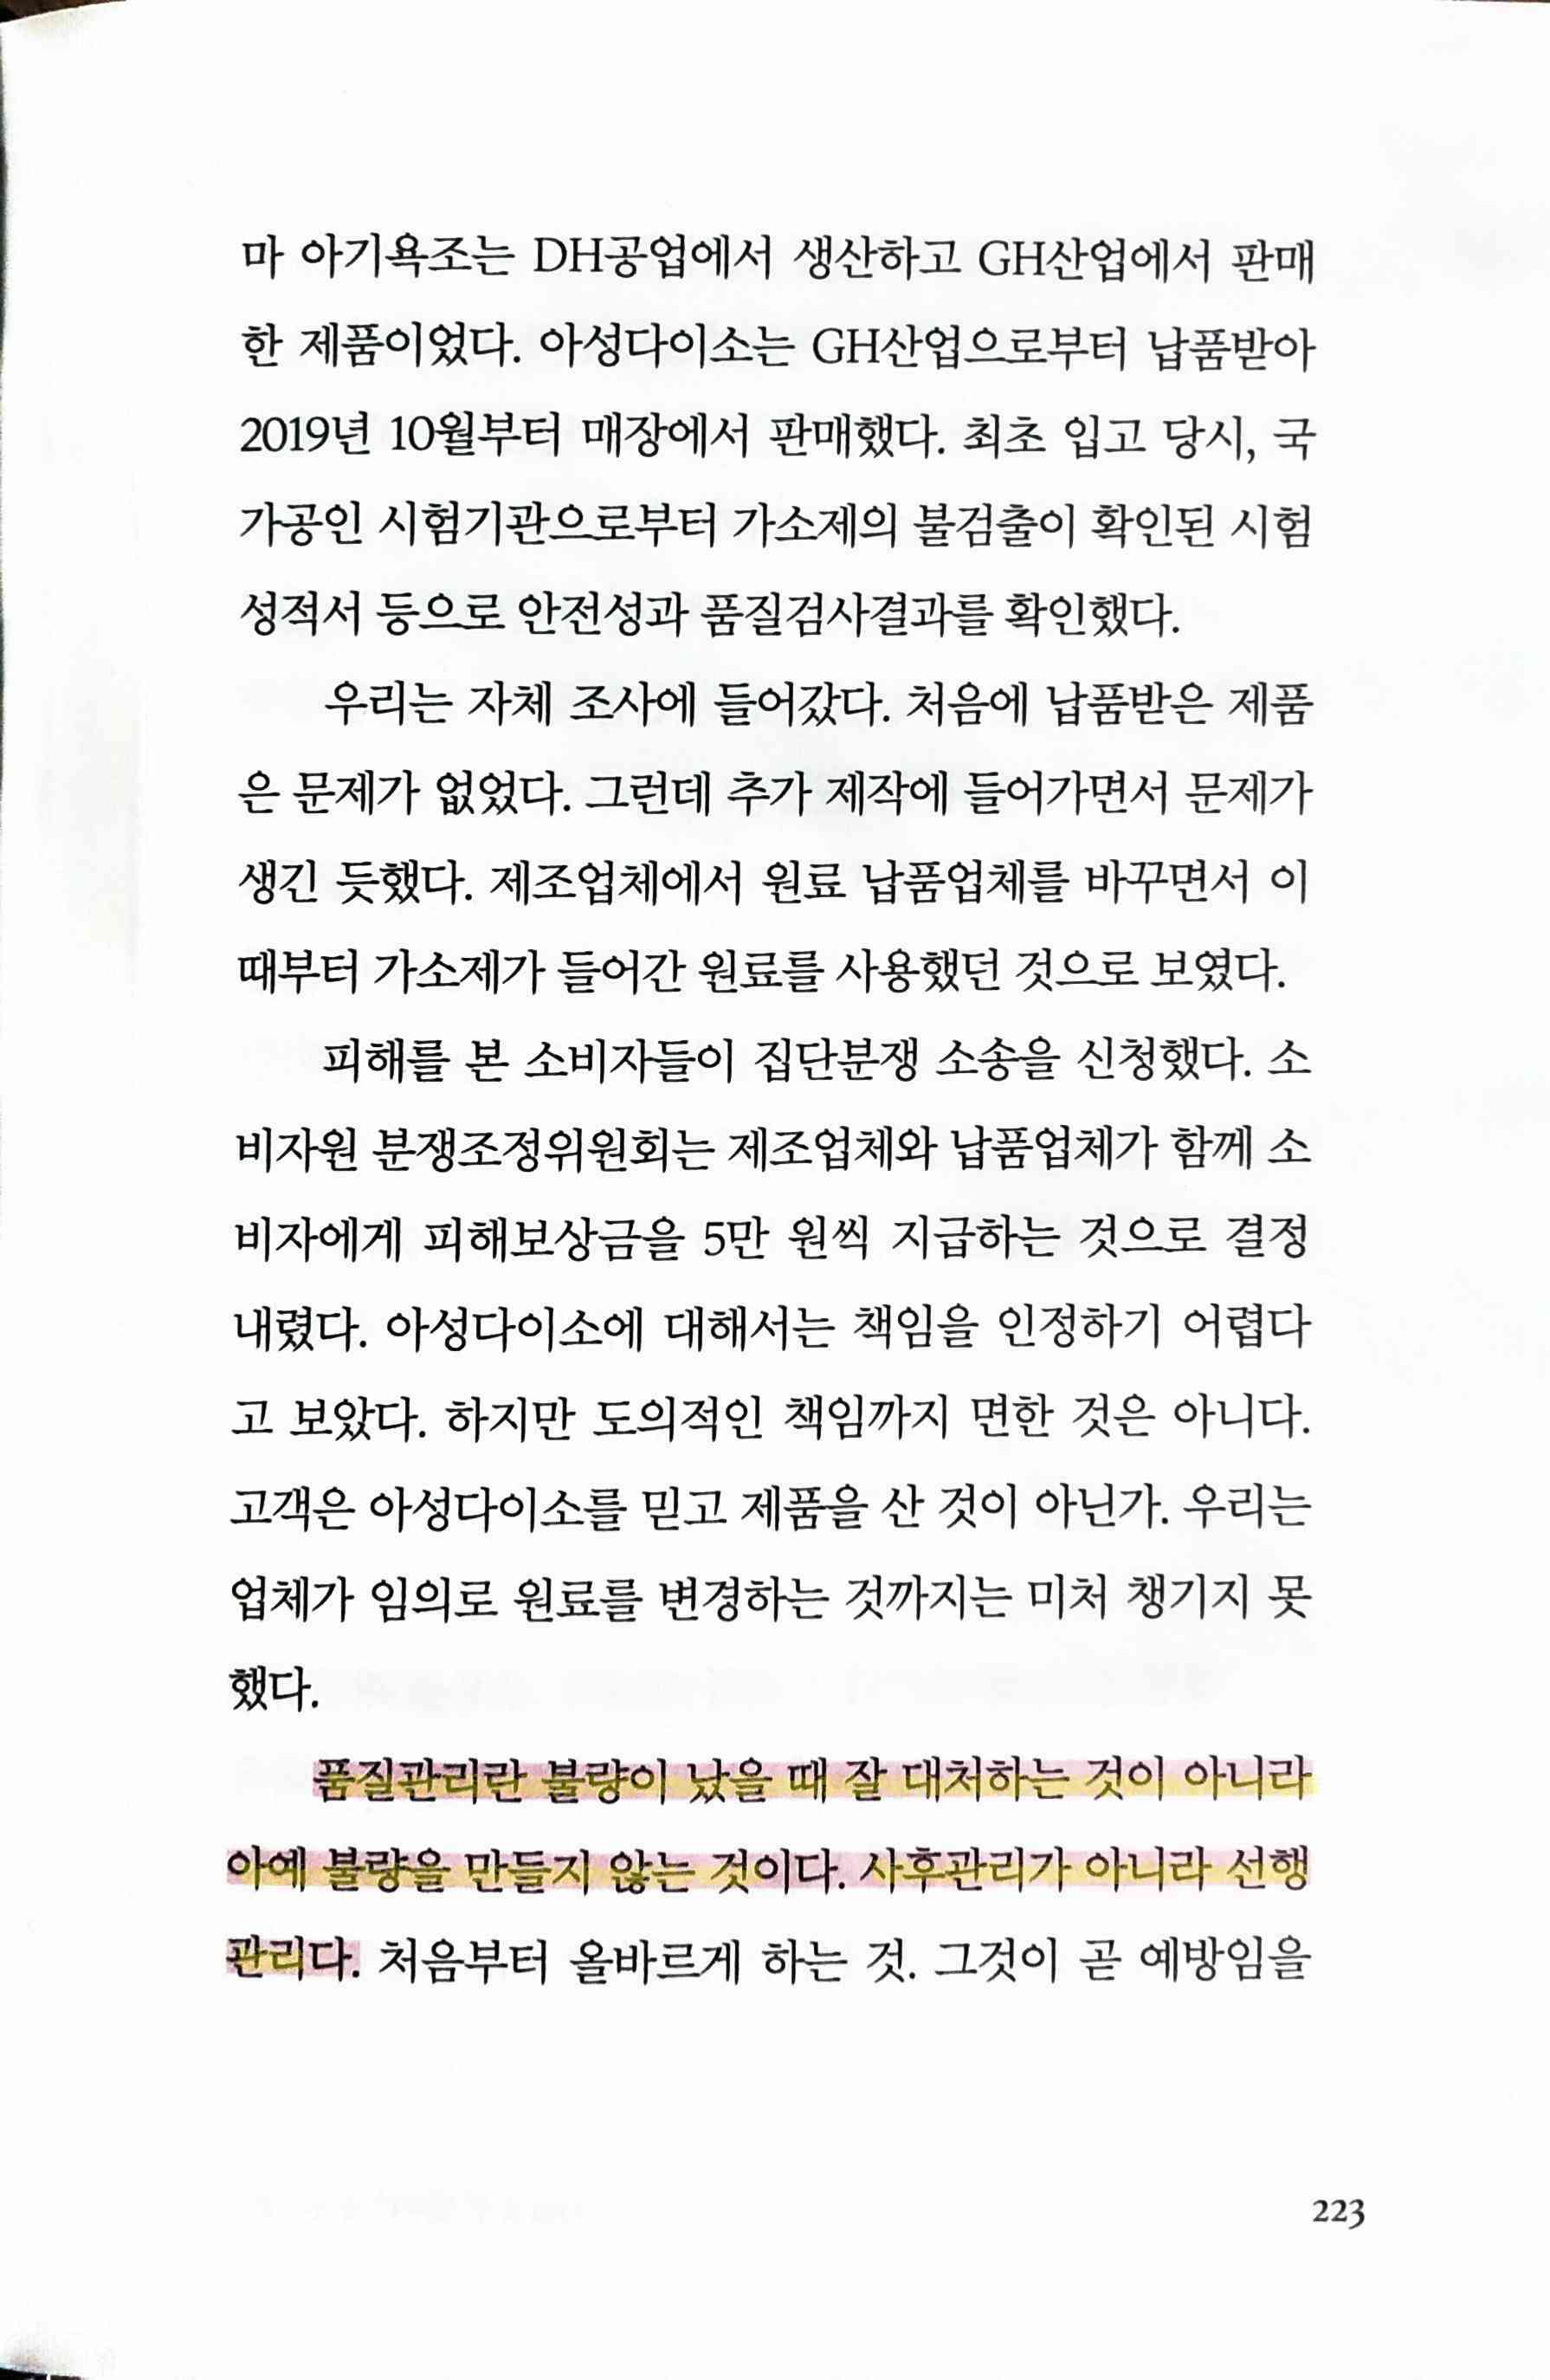 마 아기욕조는 DH공업에서 생산하고 GH산업에서 판매
한 제품이었다. 아성다이소는 GH산업으로부터 납품받아
2019년 10월부터 매장에서 판매했다. 최초 입고 당시, 국
가공인 시험기관으로부터 가소제의 불검출이 확인된 시험
성적서 등으로 안전성과 품질검사결과를 확인했다.
우리는 자체 조사에 들어갔다. 처음에 납품받은 제품
은 문제가 없었다. 그런데 추가 제작에 들어가면서 문제가
생긴 듯했다. 제조업체에서 원료 납품업체를 바꾸면서 이
때부터 가소제가 들어간 원료를 사용했던 것으로 보였다.
피해를 본 소비자들이 집단분쟁 소송을 신청했다. 소
비자원 분쟁조정위원회는 제조업체와 납품업체가 함께 소
비자에게 피해보상금을 5만 원씩 지급하는 것으로 결정
내렸다. 아성다이소에 대해서는 책임을 인정하기 어렵다
고 보았다. 하지만 도의적인 책임까지 면한 것은 아니다.
고객은 아성다이소를 믿고 제품을 산 것이 아닌가. 우리는
업체가 임의로 원료를 변경하는 것까지는 미처 챙기지 못
했다.
품질관리란 불량이 났을 때 잘 대처하는 것이 아니라
아예 불량을 만들지 않는 것이다. 사후관리가 아니라 선행
관리다. 처음부터 올바르게 하는 것. 그것이 곧 예방임을
223